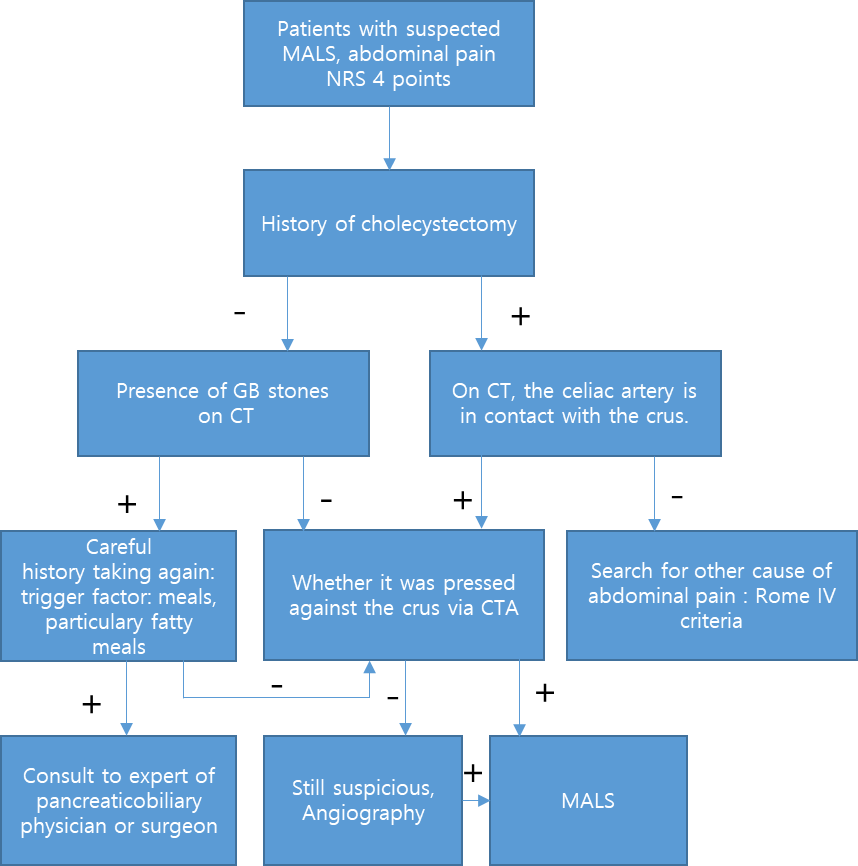 Patients with suspected
MALS, abdominal pain
NRS 4 points
History of cholecystectomy
-
+
Presence of GB stones
on CT
On CT, the celiac artery is
in contact with the crus.
+
-
+
-
Careful
history taking again:
trigger factor: meals,
particulary fatty
meals
Whether it was pressed
against the crus via CTA
Search for other cause of
abdominal pain : Rome IV
criteria
+
-
-
+
Consult to expert of
pancreaticobiliary
physician or surgeon
Still suspicious,
Angiography
+
MALS